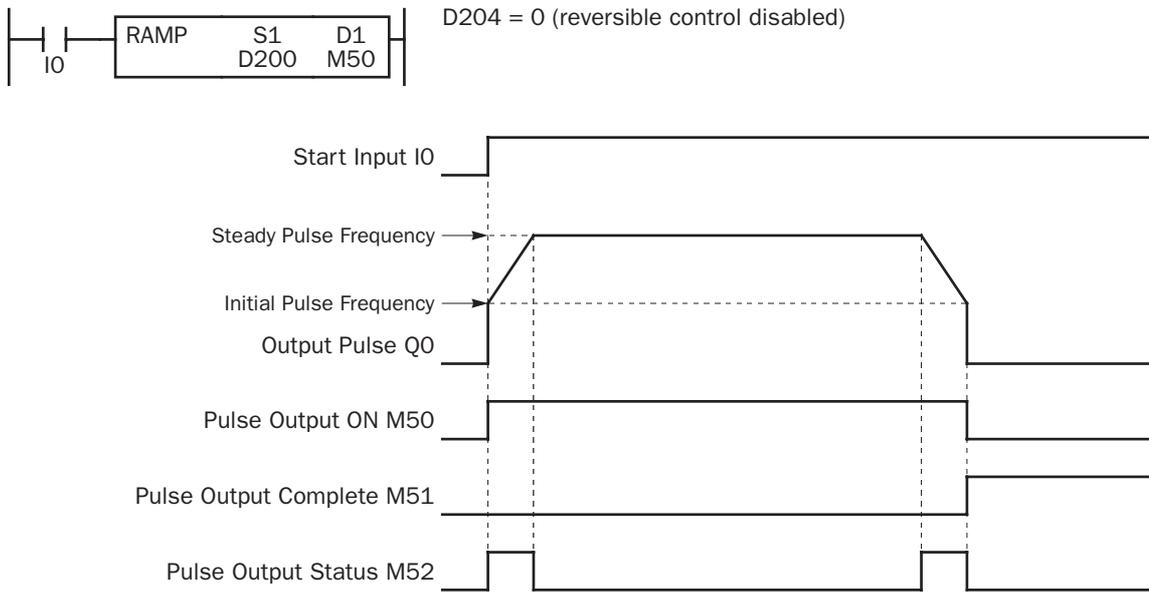 RAMP S1 D1
D200 M50
I0
D204 = 0 (reversible control disabled)
Start Input I0
Steady Pulse Frequency
Initial Pulse Frequency
Output Pulse Q0
Pulse Output ON M50
Pulse Output Complete M51
Pulse Output Status M52